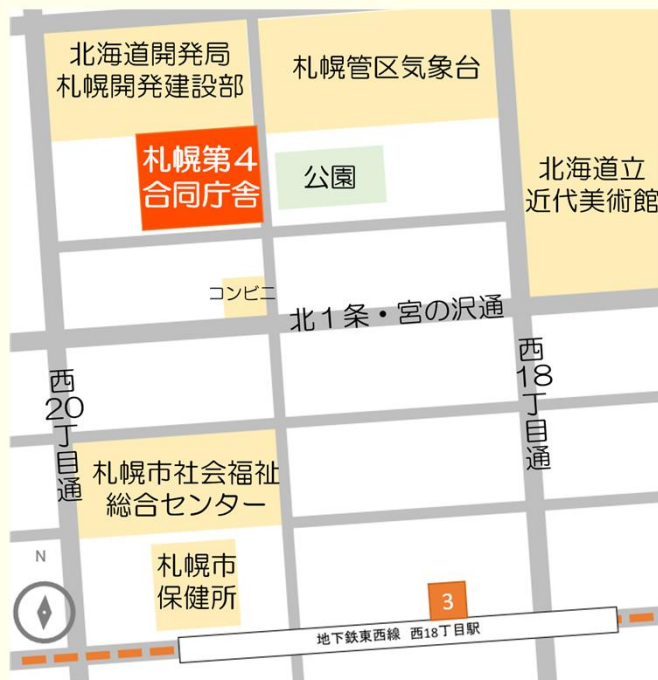 北海道開発局
札幌開発建設部
札幌管区気象台
札幌第4
合同庁舎
公園
北海道立
近代美術館
コンビニ
北1条・宮の沢通
西20丁目通
西18丁目通
札幌市社会福祉
総合センター
札幌市
保健所
N
3
地下鉄東西線 西18丁目駅